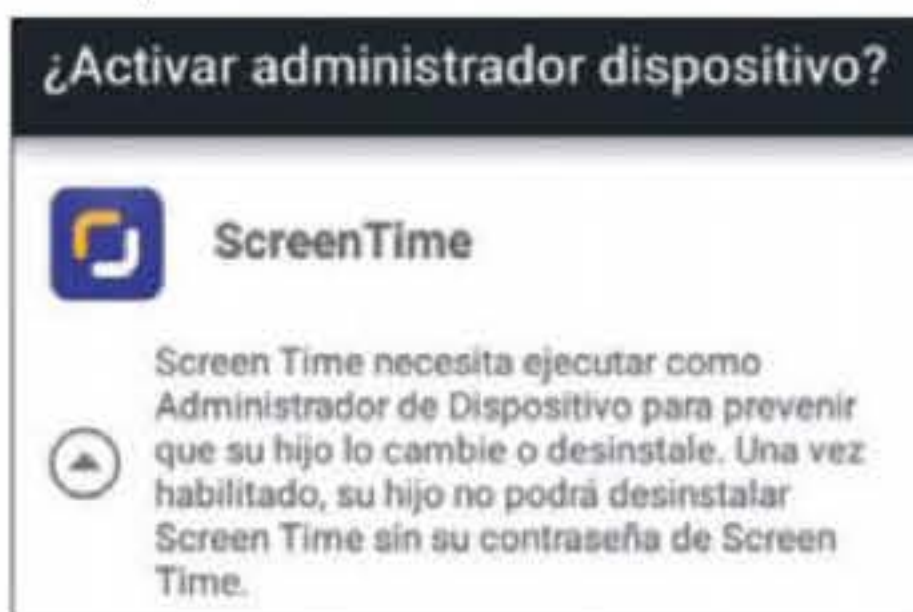 ¿Activar administrador dispositivo?
ScreenTime
Screen Time necesita ejecutar como
Administrador de Dispositivo para prevenir
que su hijo lo cambie o desinstale. Una vez
habilitado, su hijo no podrá desinstalar
Screen Time sin su contraseña de Screen
Time.